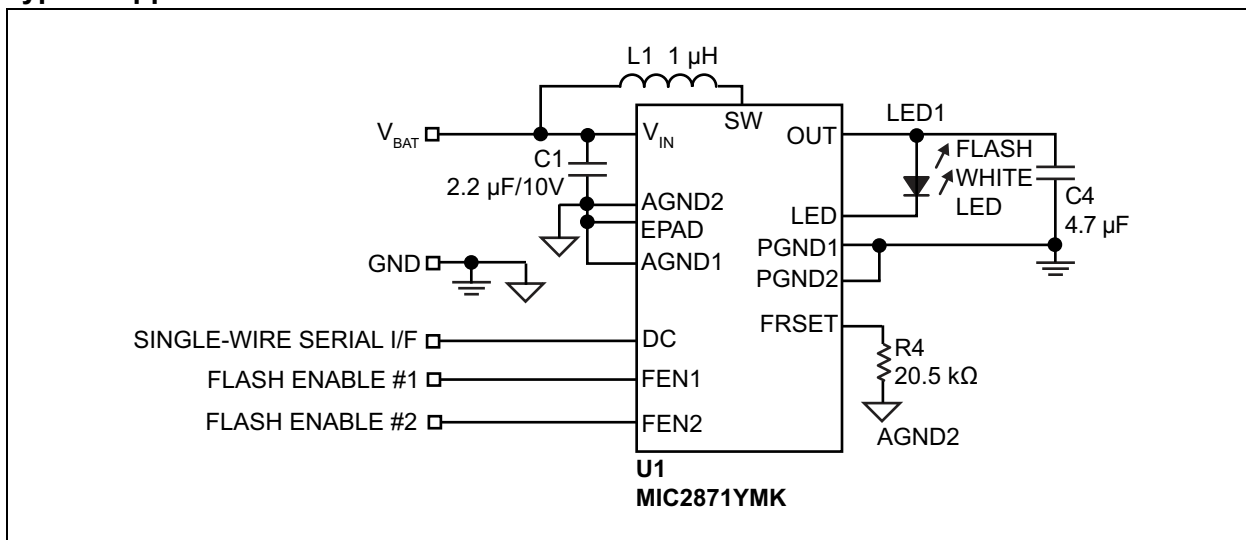 L1 1 µH
SW
V_BAT
V_IN
C1
2.2 µF/10V
AGND2
EPAD
AGND1
GND
SINGLE-WIRE SERIAL I/F
DC
FLASH ENABLE #1
FEN1
FLASH ENABLE #2
FEN2
OUT
LED1
FLASH
WHITE
LED
LED
C4
4.7 µF
PGND1
PGND2
FRSET
R4
20.5 kΩ
AGND2
U1
MIC2871YMK